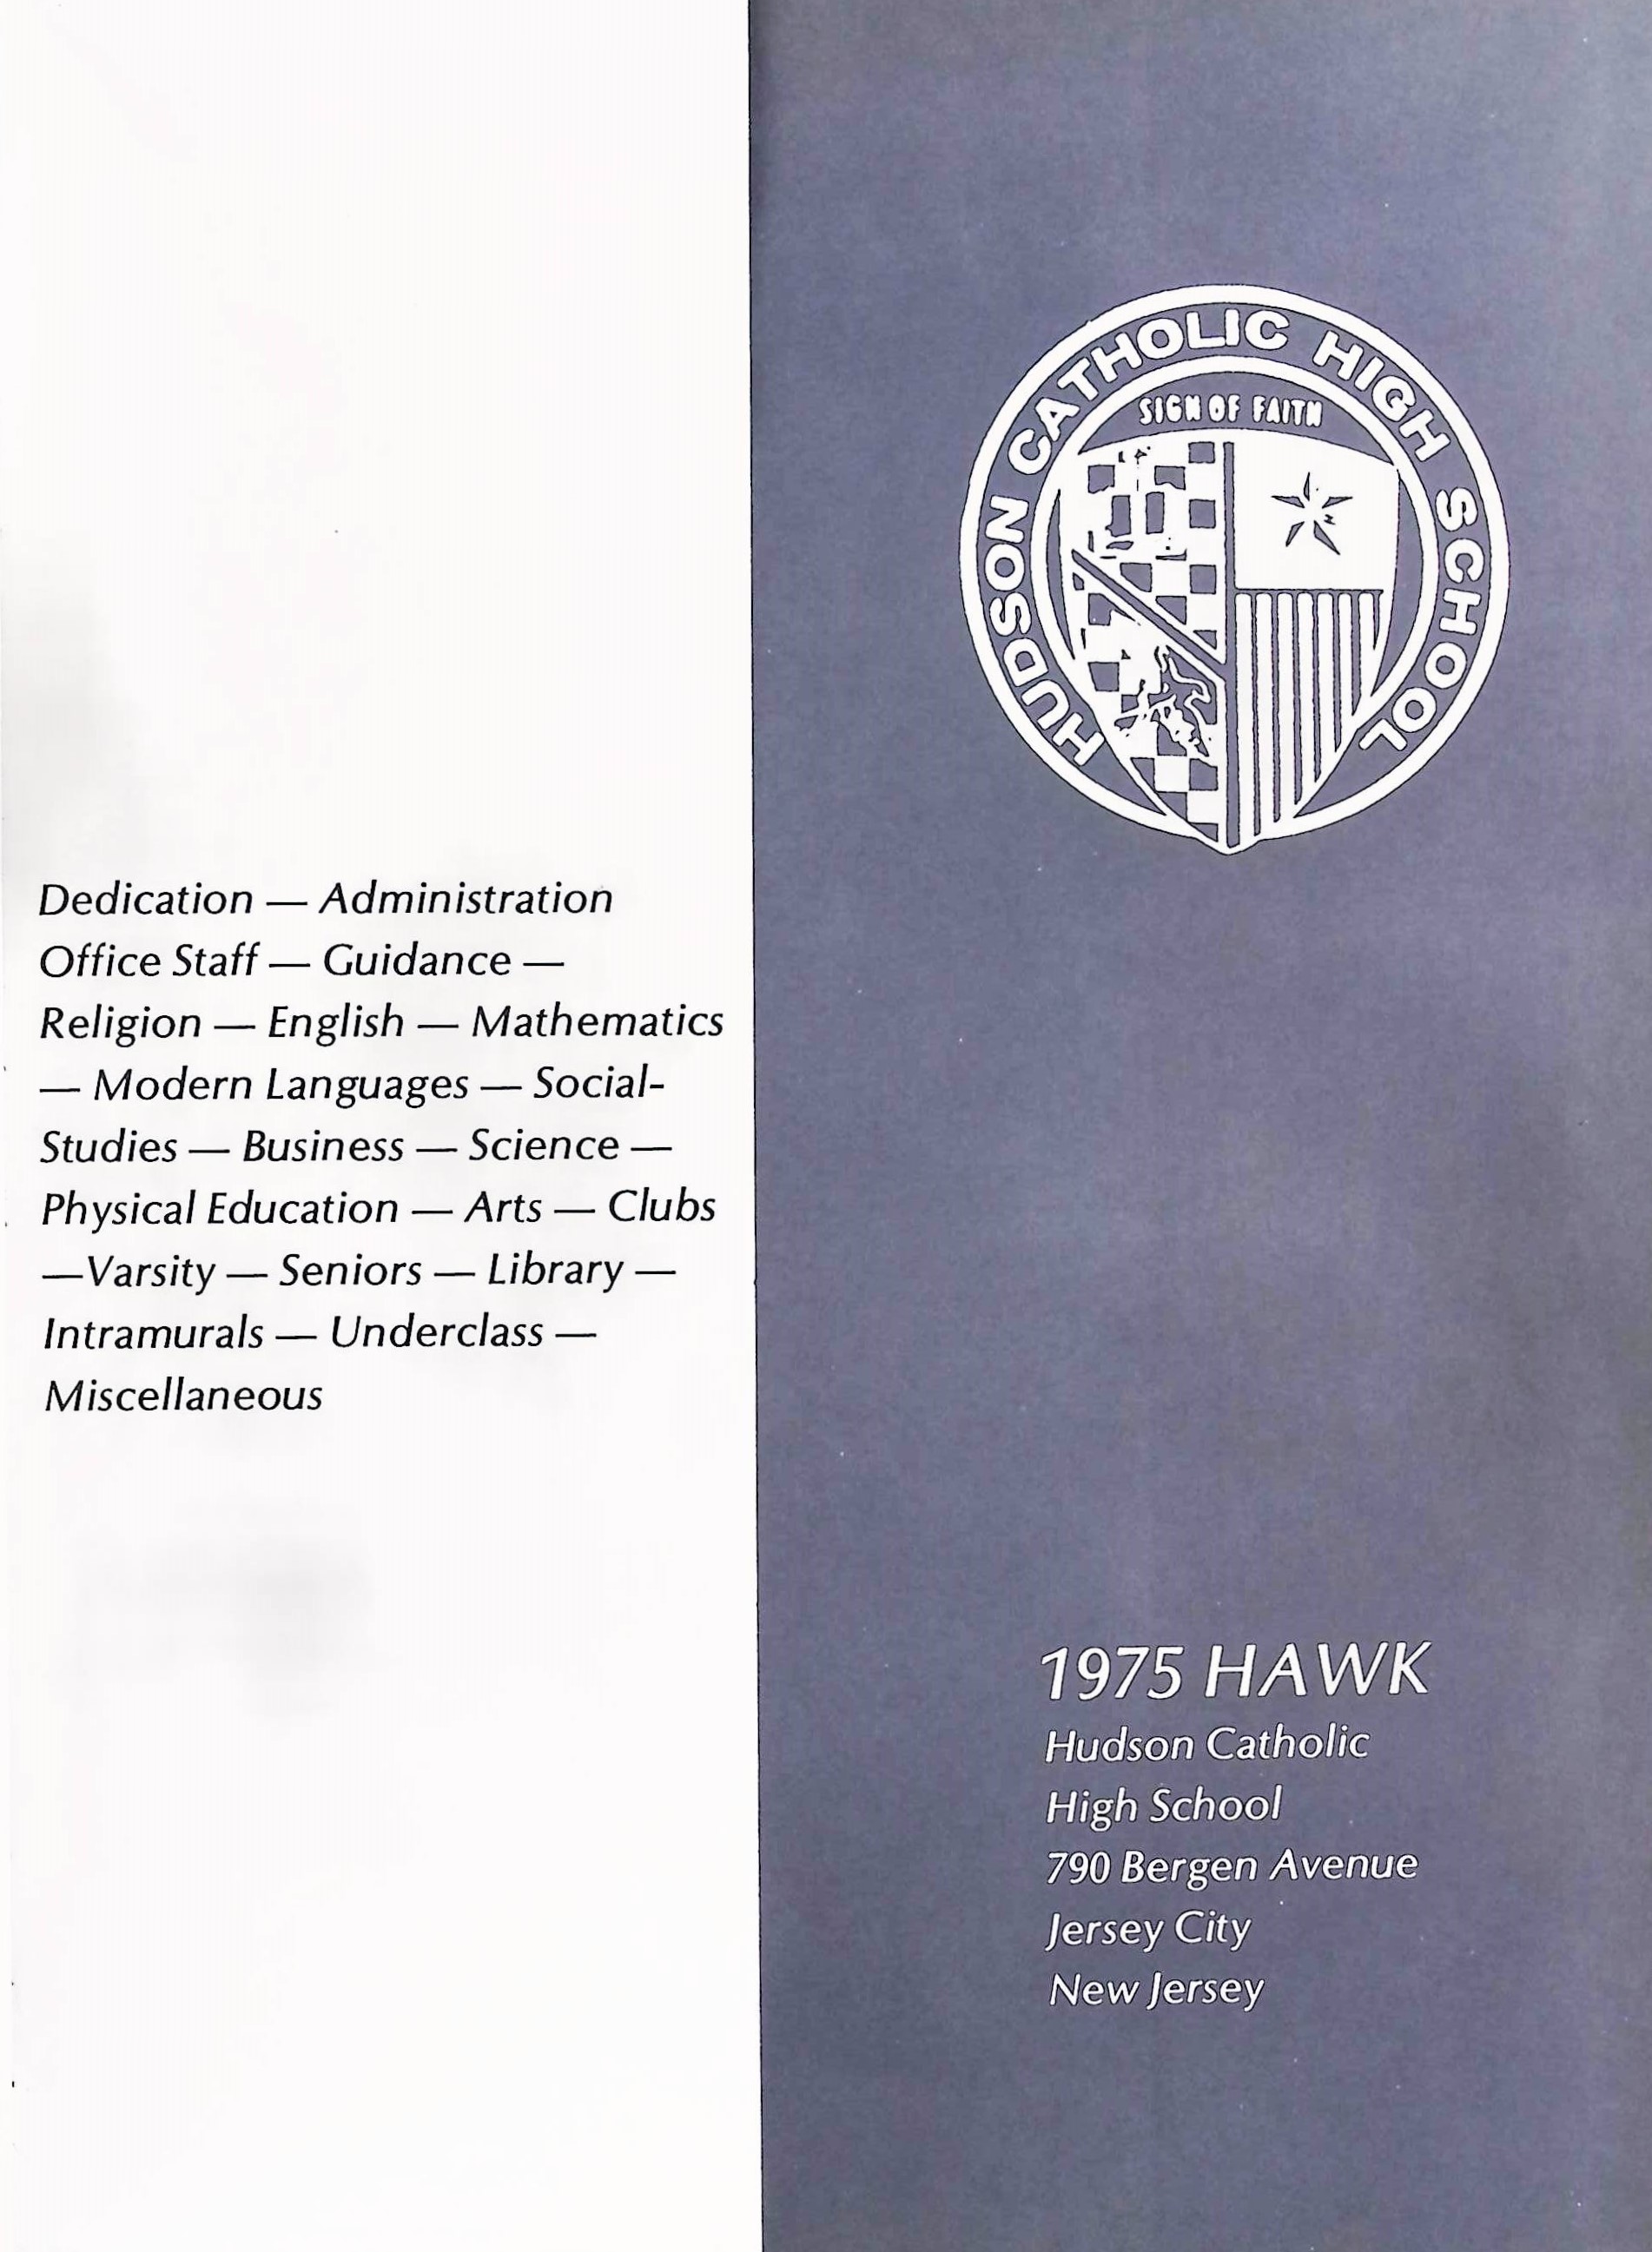 Dedication — Administration
Office Staff — Guidance —
Religion — English — Mathematics
— Modern Languages — Social-
Studies — Business — Science —
Physical Education — Arts — Clubs
—Varsity — Seniors — Library —
Intramurals — Underclass —
Miscellaneous
HUDSON CATHOLIC HIGH SCHOOL
SIGN OF FAITH
1975 HAWK
Hudson Catholic
High School
790 Bergen Avenue
Jersey City
New Jersey